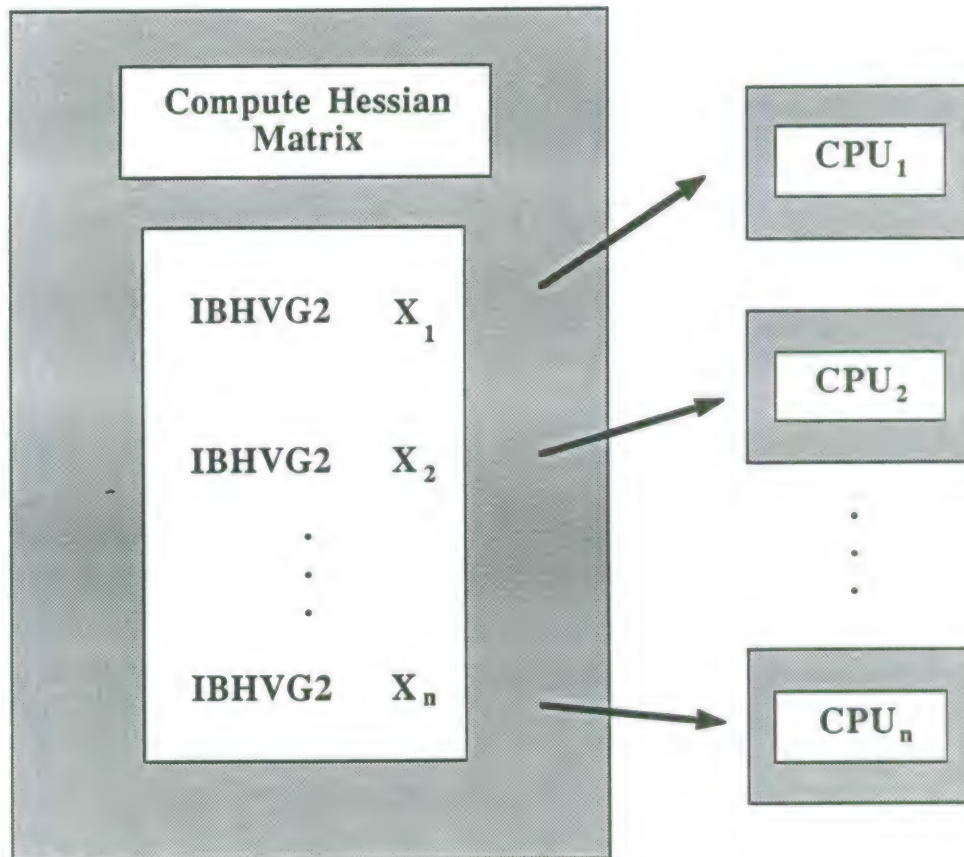 Compute Hessian
Matrix
IBHVG2 X₁
IBHVG2 X₂
IBHVG2 Xₙ
CPU₁
CPU₂
CPUₙ